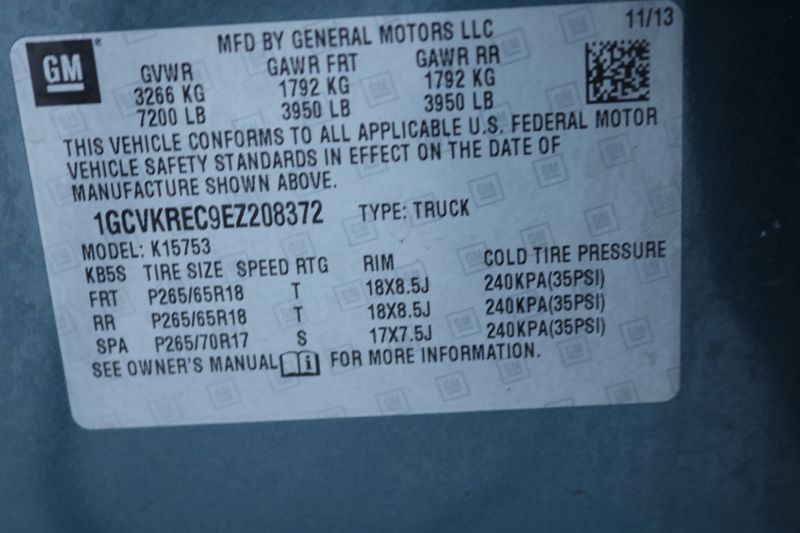 11/13
MFD BY GENERAL MOTORS LLC
GM
GVWR GAWR FRT GAWR RR
3266 KG 1792 KG 1792 KG
7200 LB 3950 LB 3950 LB
THIS VEHICLE CONFORMS TO ALL APPLICABLE U.S. FEDERAL MOTOR
VEHICLE SAFETY STANDARDS IN EFFECT ON THE DATE OF
MANUFACTURE SHOWN ABOVE.
1GCVKREC9EZ208372 TYPE: TRUCK
MODEL: K15753
KB5S TIRE SIZE SPEED RTG RIM COLD TIRE PRESSURE
FRT P265/65R18 T 18X8.5J 240KPA(35PSI)
RR P265/65R18 T 18X8.5J 240KPA(35PSI)
SPA P265/70R17 S 17X7.5J 240KPA(35PSI)
SEE OWNER'S MANUAL i FOR MORE INFORMATION.